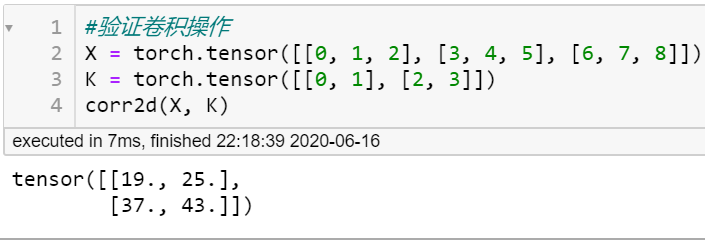 1 #验证卷积操作
2 X = torch.tensor([[0, 1, 2], [3, 4, 5], [6, 7, 8]])
3 K = torch.tensor([[0, 1], [2, 3]])
4 corr2d(X, K)
executed in 7ms, finished 22:18:39 2020-06-16
tensor([[19., 25.],
        [37., 43.]])